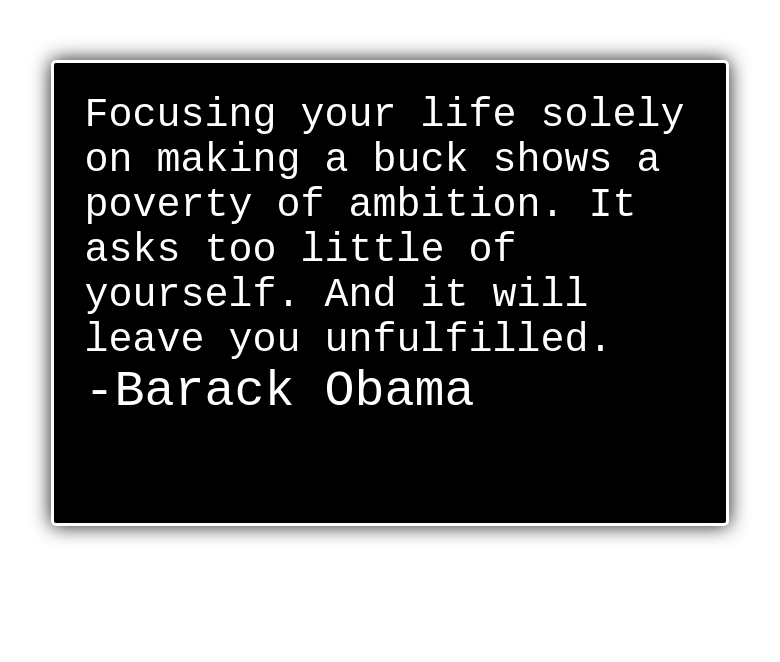 Focusing your life solely
on making a buck shows a
poverty of ambition. It
asks too little of
yourself. And it will
leave you unfulfilled.
-Barack Obama